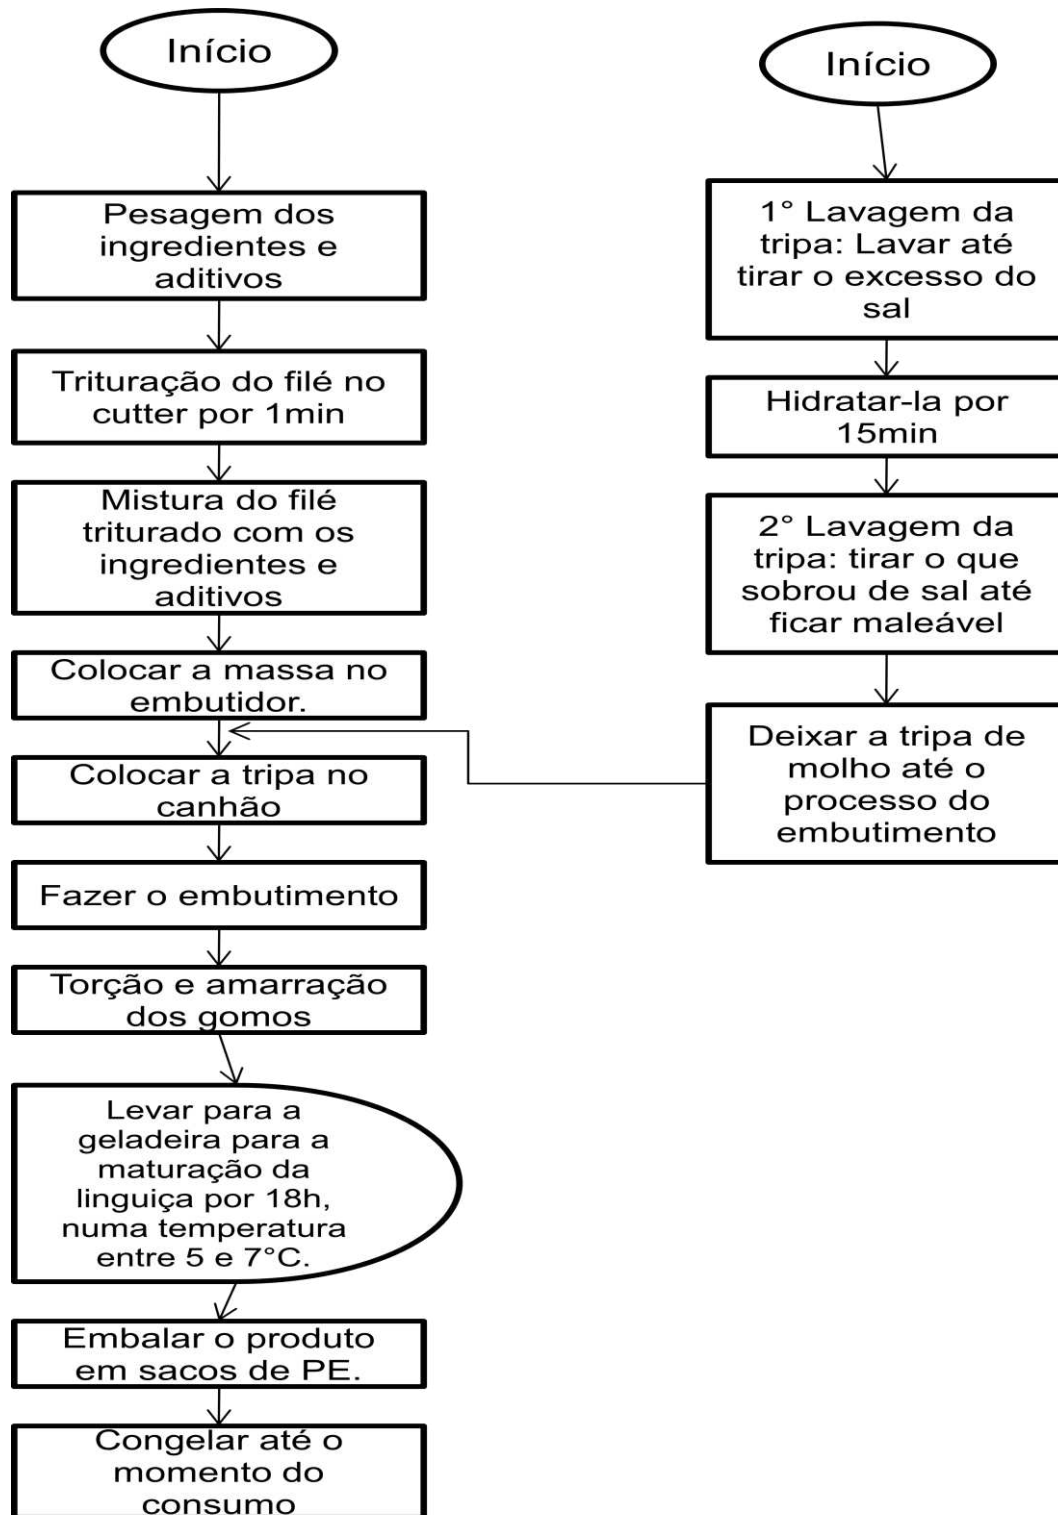 Início
Pesagem dos
ingredientes e
aditivos
Trituração do filé no
cutter por 1min
Mistura do filé
triturado com os
ingredientes e
aditivos
Colocar a massa no
embutidor.
Colocar a tripa no
canhão
Fazer o embutimento
Torção e amarração
dos gomos
Levar para a
geladeira para a
maturação da
linguiça por 18h,
numa temperatura
entre 5 e 7°C.
Embalar o produto
em sacos de PE.
Congelar até o
momento do
consumo
Início
1° Lavagem da
tripa: Lavar até
tirar o excesso do
sal
Hidratar-la por
15min
2° Lavagem da
tripa: tirar o que
sobrou de sal até
ficar maleável
Deixar a tripa de
molho até o
processo do
embutimento